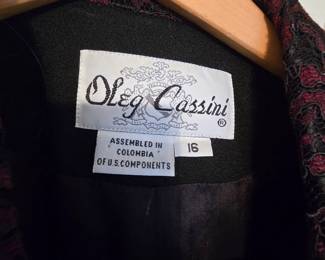 Oleg Cassini
®
ASSEMBLED IN
COLOMBIA
OF U.S. COMPONENTS
16